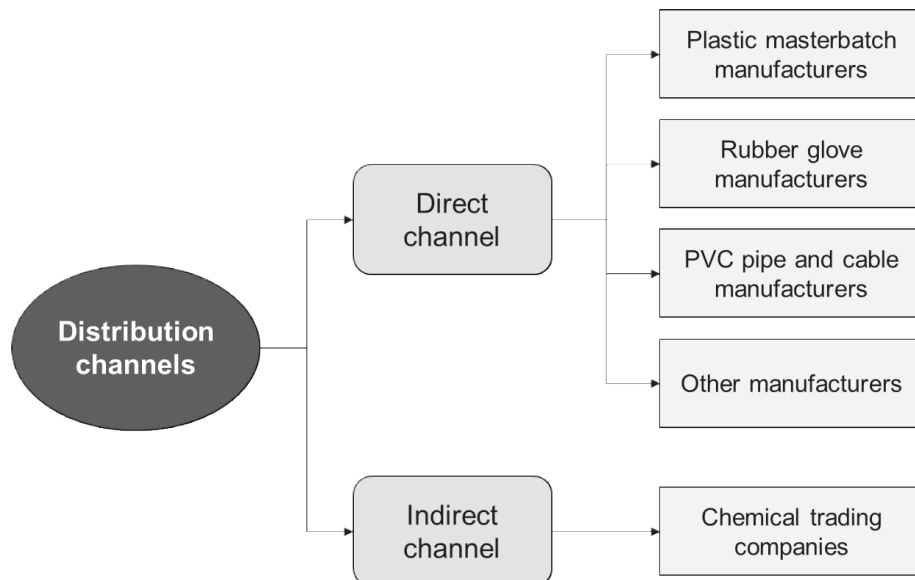 Distribution
channels
Direct
channel
Plastic masterbatch
manufacturers
Rubber glove
manufacturers
PVC pipe and cable
manufacturers
Other manufacturers
Indirect
channel
Chemical trading
companies